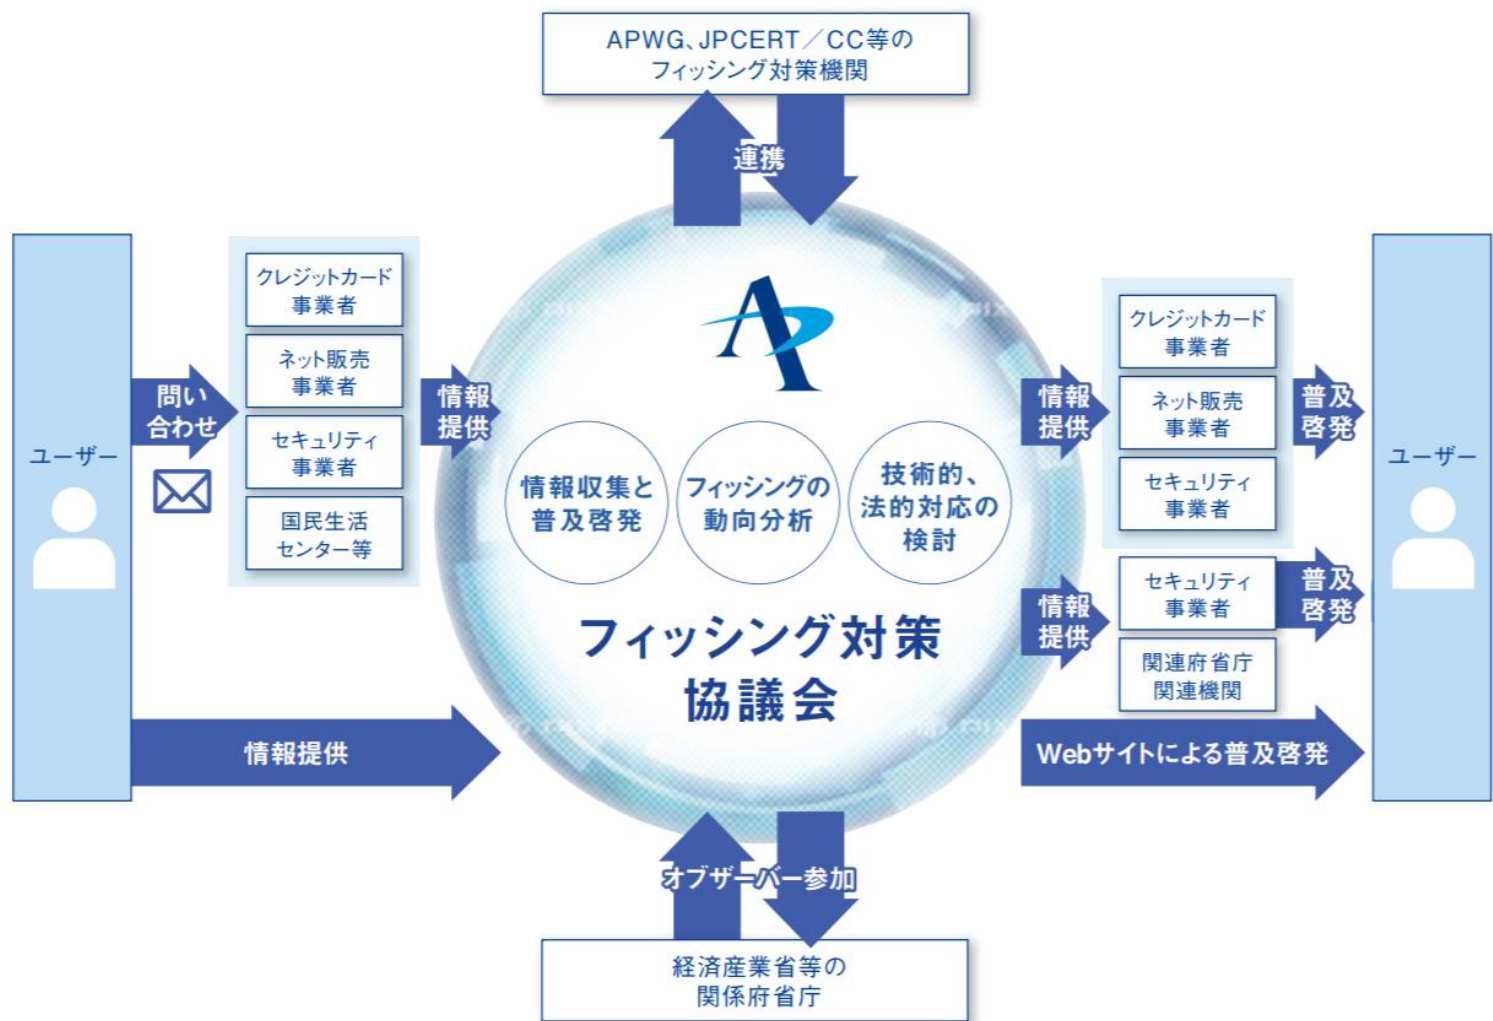 APWG、JPCERT／CC等の
フィッシング対策機関
連携
ユーザー
問い
合わせ
クレジットカード
事業者
ネット販売
事業者
セキュリティ
事業者
国民生活
センター等
情報
提供
情報提供
情報収集と
普及啓発
フィッシングの
動向分析
技術的、
法的対応の
検討
フィッシング対策
協議会
情報
提供
クレジットカード
事業者
ネット販売
事業者
セキュリティ
事業者
普及
啓発
情報
提供
セキュリティ
事業者
関連府省庁
関連機関
普及
啓発
Webサイトによる普及啓発
ユーザー
オブザーバー参加
経済産業省等の
関係府省庁